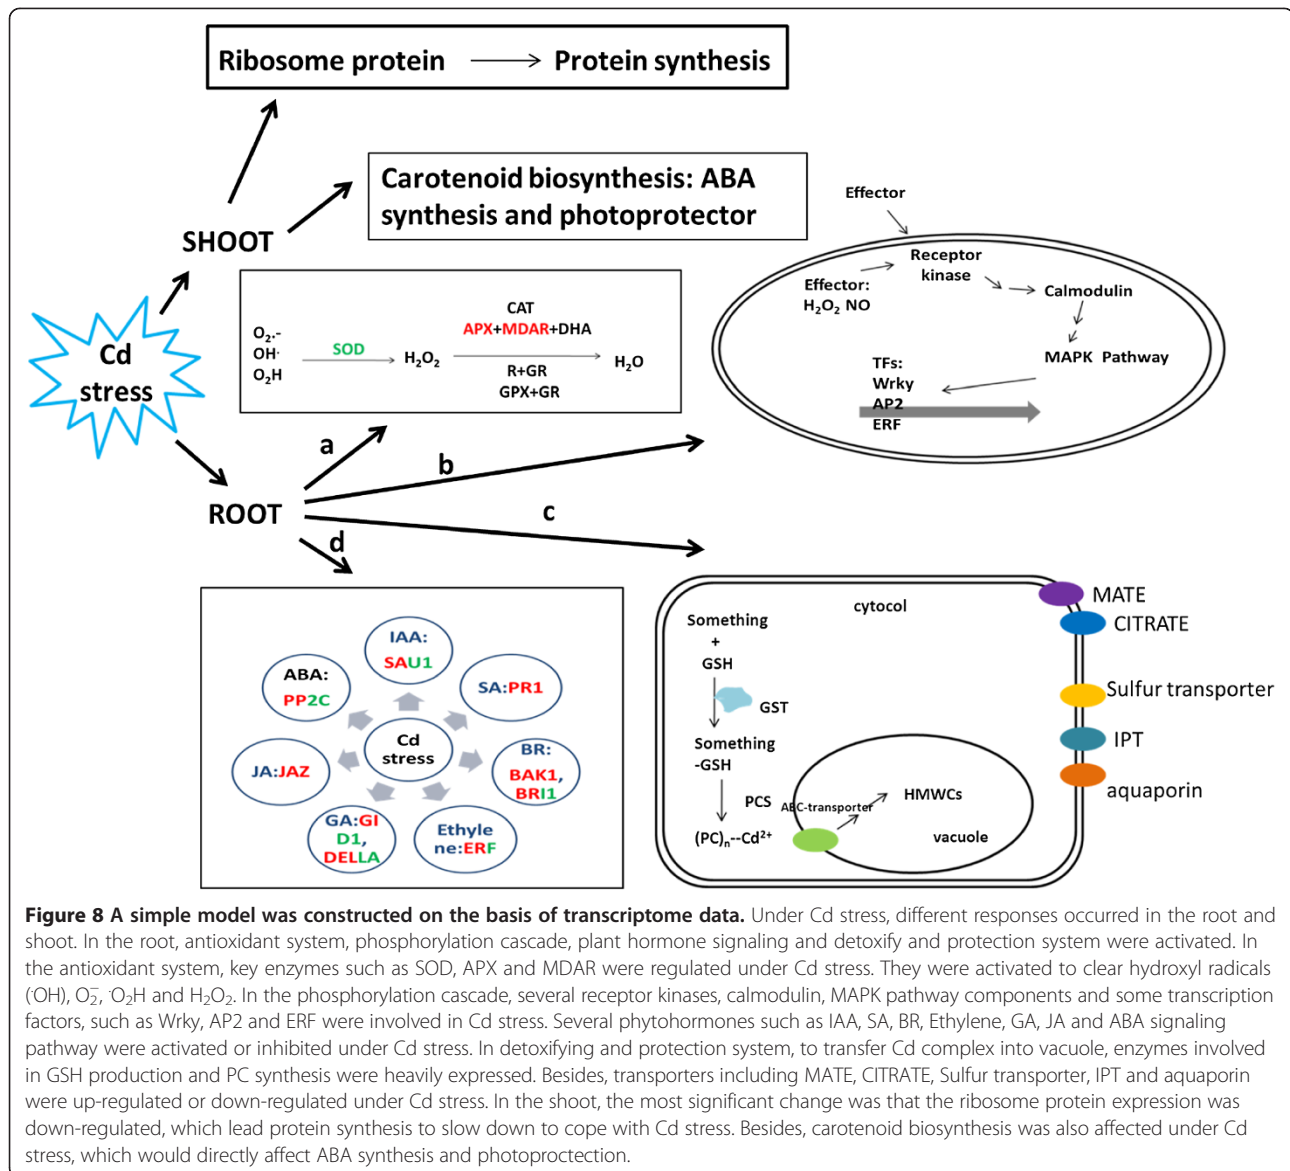 Ribosome protein → Protein synthesis
Carotenoid biosynthesis: ABA
synthesis and photoprotector
SHOOT
Cd
stress
ROOT
a
b
c
d
O₂.-
OH·
O₂H
SOD
H₂O₂
CAT
APX+MDAR+DHA
R+GR
GPX+GR
H₂O
Effector
Receptor
kinase
Effector:
H₂O₂ NO
Calmodulin
MAPK Pathway
TFs:
Wrky
AP2
ERF
IAA:
SAU1
ABA:
PP2C
SA:PR1
Cd
stress
JA:JAZ
BR:
BAK1,
BRI1
GA:GI
D1,
DELLA
Ethyle
ne:ERF
cytocol
Something
+
GSH
GST
Something
-GSH
PCS
(PC)ₙ--Cd²⁺
ABC-transporter
HMWCs
vacuole
MATE
CITRATE
Sulfur transporter
IPT
aquaporin
Figure 8 A simple model was constructed on the basis of transcriptome data. Under Cd stress, different responses occurred in the root and
shoot. In the root, antioxidant system, phosphorylation cascade, plant hormone signaling and detoxify and protection system were activated. In
the antioxidant system, key enzymes such as SOD, APX and MDAR were regulated under Cd stress. They were activated to clear hydroxyl radicals
(·OH), O₂⁻, ·O₂H and H₂O₂. In the phosphorylation cascade, several receptor kinases, calmodulin, MAPK pathway components and some transcription
factors, such as Wrky, AP2 and ERF were involved in Cd stress. Several phytohormones such as IAA, SA, BR, Ethylene, GA, JA and ABA signaling
pathway were activated or inhibited under Cd stress. In detoxifying and protection system, to transfer Cd complex into vacuole, enzymes involved
in GSH production and PC synthesis were heavily expressed. Besides, transporters including MATE, CITRATE, Sulfur transporter, IPT and aquaporin
were up-regulated or down-regulated under Cd stress. In the shoot, the most significant change was that the ribosome protein expression was
down-regulated, which lead protein synthesis to slow down to cope with Cd stress. Besides, carotenoid biosynthesis was also affected under Cd
stress, which would directly affect ABA synthesis and photoproctection.